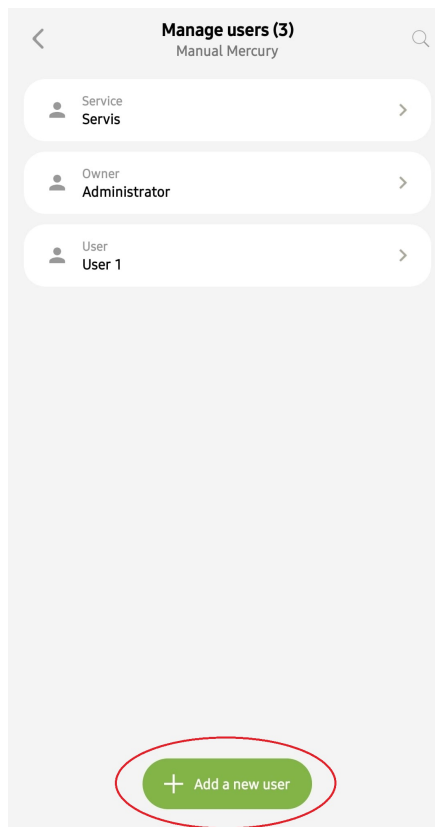 Manage users (3)
Manual Mercury
Service
Servis
Owner
Administrator
User
User 1
Add a new user